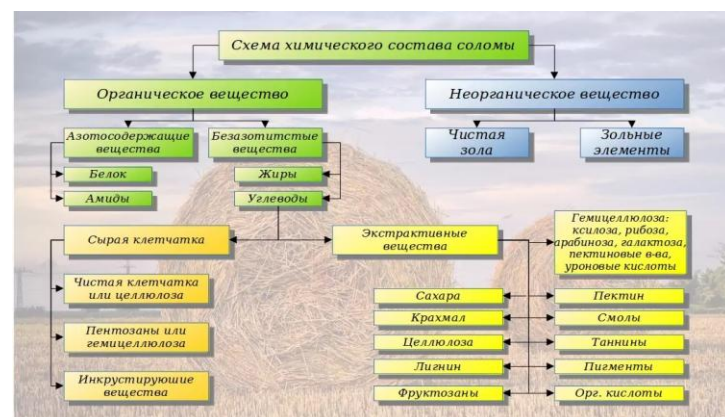 Схема химического состава соломы
Органическое вещество
Неорганическое вещество
Азотосодержащие
вещества
Безазотитстые
вещества
Чистая
зола
Зольные
элементы
Белок
Жиры
Амиды
Углеводы
Сырая клетчатка
Экстрактивные
вещества
Гемицеллюлоза:
ксилоза, рибоза,
арабиноза, галактоза,
пектиновые в-ва,
уроновые кислоты
Чистая клетчатка
или целлюлоза
Пентозаны или
гемицеллюлоза
Инкрустируюшие
вещества
Сахара
Пектин
Крахмал
Смолы
Целлюлоза
Таннины
Лигнин
Пигменты
Фруктозаны
Орг. кислоты